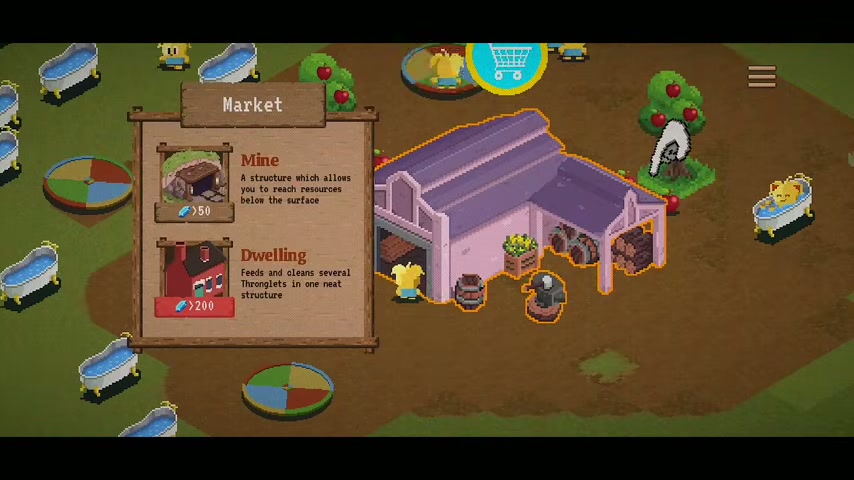 Market
Mine
A structure which allows
you to reach resources
below the surface
>50
Dwelling
Feeds and cleans several
Thronglets in one neat
structure
>200